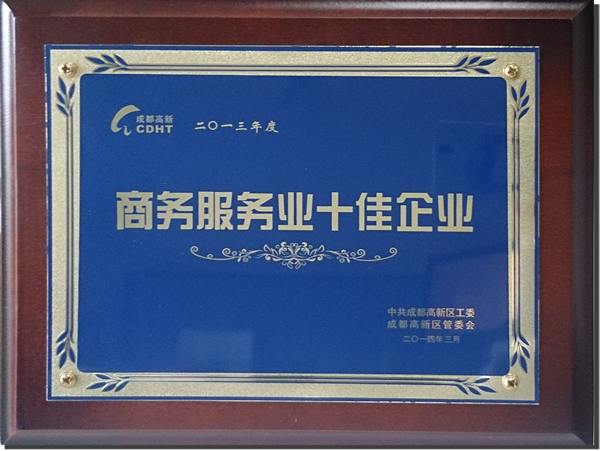 成都高新
CDHT
二〇一三年度
商务服务业十佳企业
中共成都高新区工委
成都高新区管委会
二〇一四年三月